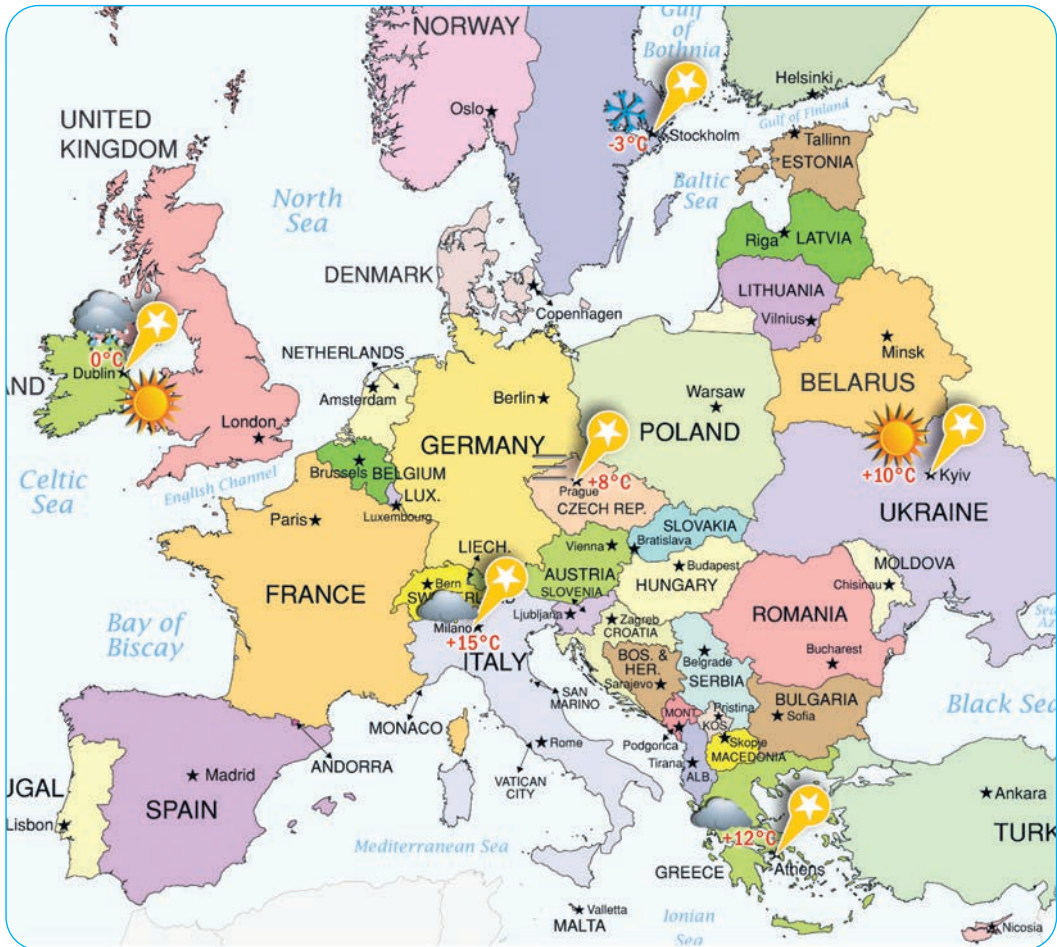 NORWAY
Gulf
of
Bothnia
Helsinki
Oslo
Gulf of Finland
UNITED
KINGDOM
-3°C
Stockholm
Tallinn
ESTONIA
North
Sea
Baltic
Sea
Riga
LATVIA
DENMARK
LITHUANIA
Copenhagen
Vilnius
0°C
Dublin
AND
NETHERLANDS
Minsk
Amsterdam
BELARUS
Berlin
Warsaw
London
GERMANY
POLAND
Celtic
Sea
English Channel
Brussels
BELGIUM
LUX.
Luxembourg
+8°C
Prague
CZECH REP.
+10°C
Kyiv
UKRAINE
Paris
SLOVAKIA
Bratislava
LIECH.
Vienna
AUSTRIA
Budapest
HUNGARY
MOLDOVA
Chisinau
FRANCE
Bern
SLOVENIA
Ljubljana
ROMANIA
Bay of
Biscay
Milano
+15°C
ITALY
Zagreb
CROATIA
BOS. &
HER.
Sarajevo
Belgrade
SERBIA
Bucharest
SAN
MARINO
BULGARIA
Sofia
Black Sea
MONACO
MONT.
Pristina
KOS.
Podgorica
Skopje
MACEDONIA
Rome
Tirana
ALB.
ANDORRA
VATICAN
CITY
Madrid
SPAIN
UGAL
Lisbon
Ankara
TURK
+12°C
Athens
GREECE
Mediterranean Sea
Valletta
MALTA
Ionian
Sea
Nicosia